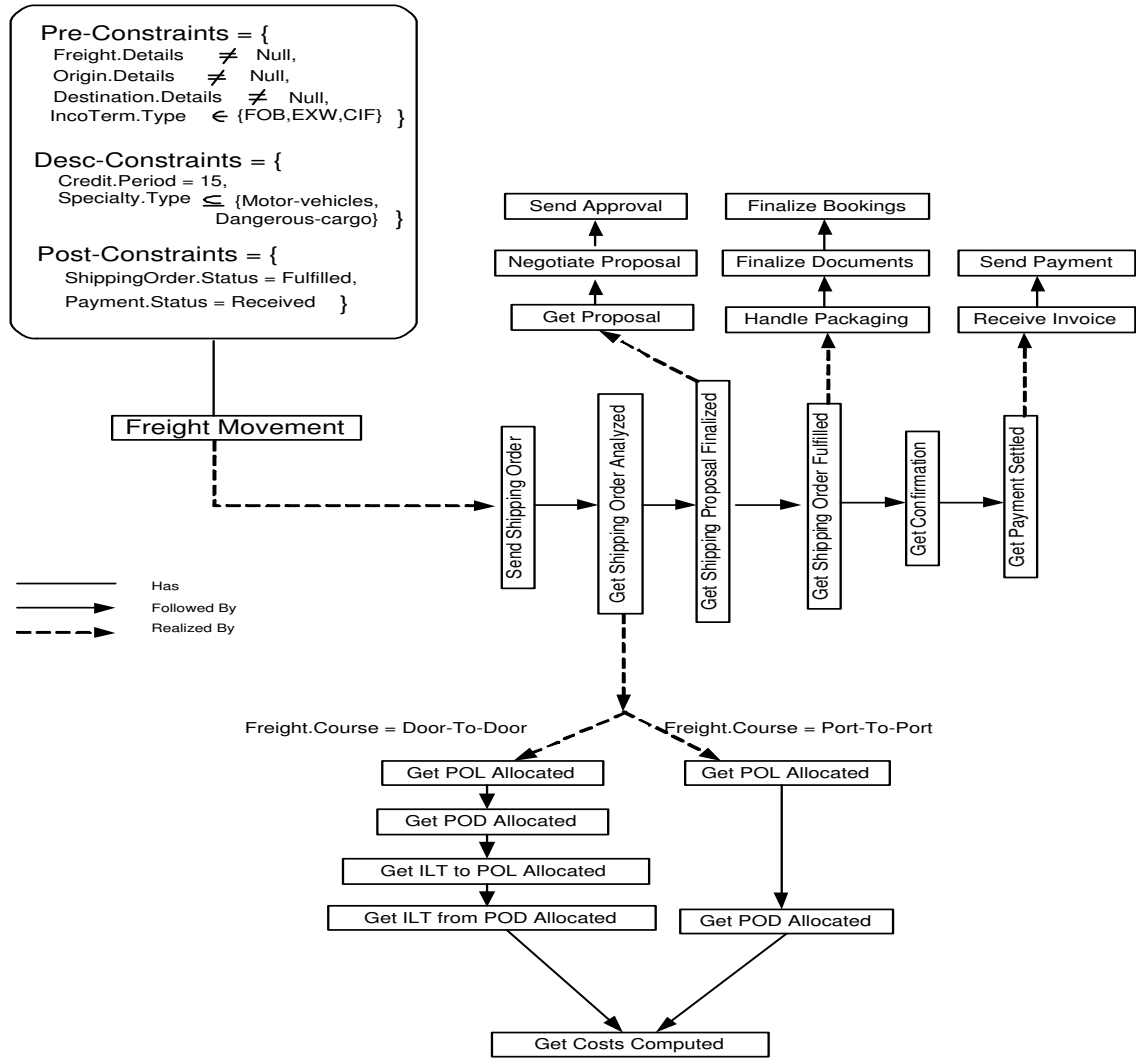 Pre-Constraints = {
Freight.Details ≠ Null,
Origin.Details ≠ Null,
Destination.Details ≠ Null,
IncoTerm.Type ∈ {FOB,EXW,CIF} }
Desc-Constraints = {
Credit.Period = 15,
Specialty.Type ⊆ {Motor-vehicles,
Dangerous-cargo} }
Post-Constraints = {
ShippingOrder.Status = Fulfilled,
Payment.Status = Received }
Send Approval
Finalize Bookings
Negotiate Proposal
Finalize Documents
Send Payment
Get Proposal
Handle Packaging
Receive Invoice
Freight Movement
Send Shipping Order
Get Shipping Order Analyzed
Get Shipping Proposal Finalized
Get Shipping Order Fulfilled
Get Confirmation
Get Payment Settled
Has
Followed By
Realized By
Freight.Course = Door-To-Door
Freight.Course = Port-To-Port
Get POL Allocated
Get POL Allocated
Get POD Allocated
Get ILT to POL Allocated
Get ILT from POD Allocated
Get POD Allocated
Get Costs Computed